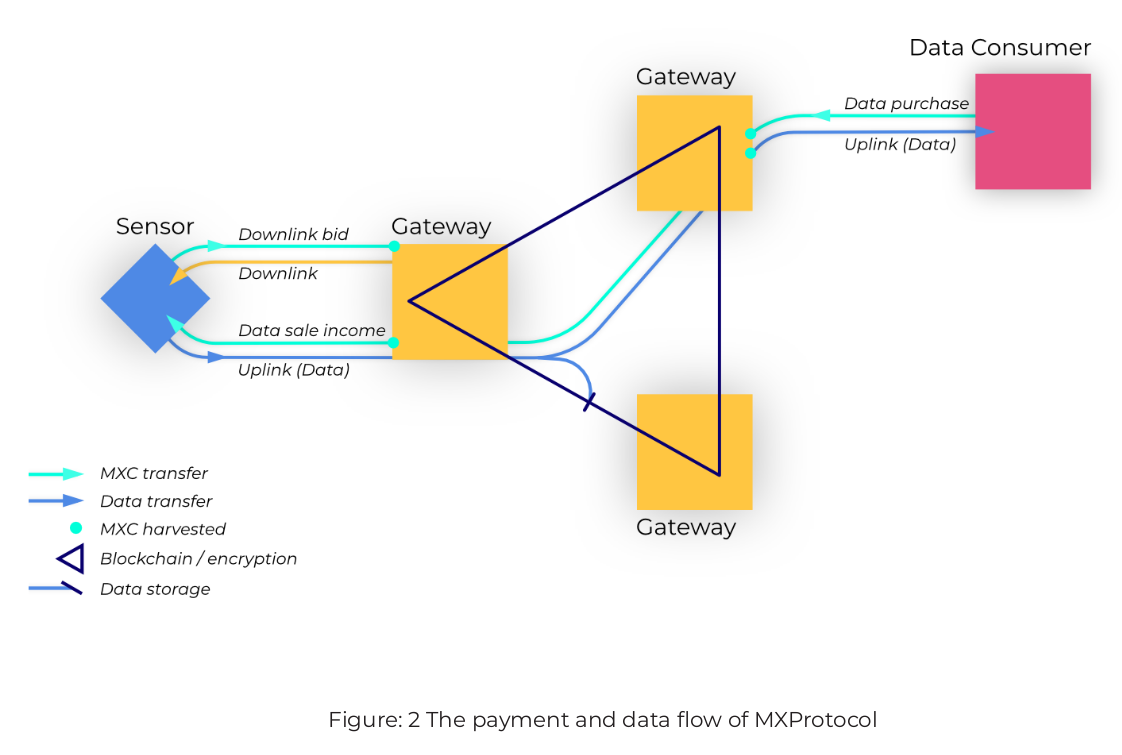 Data Consumer
Gateway
Data purchase
Uplink (Data)
Sensor
Gateway
Downlink bid
Downlink
Data sale income
Uplink (Data)
Gateway
MXC transfer
Data transfer
MXC harvested
Blockchain / encryption
Data storage
Figure: 2 The payment and data flow of MXProtocol